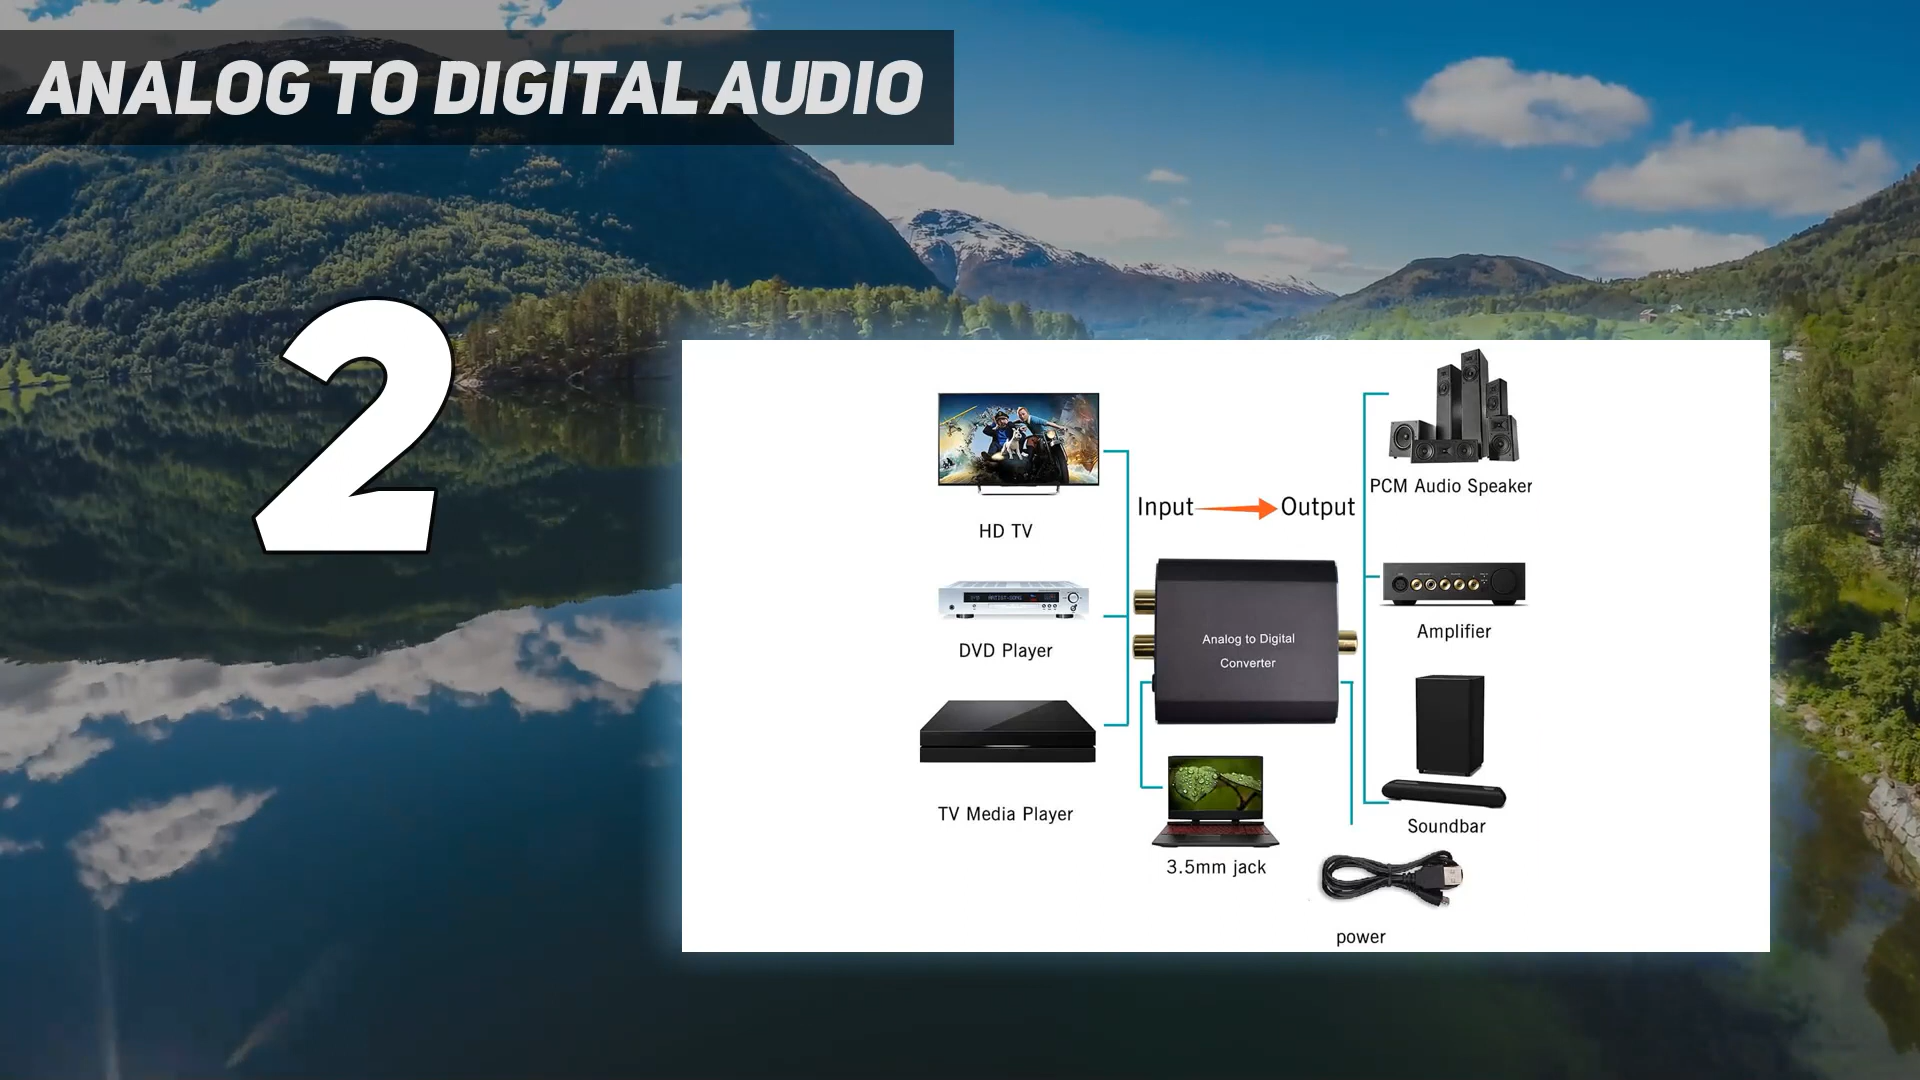 ANALOG TO DIGITAL AUDIO
2
HD TV
DVD Player
TV Media Player
Input
Output
Analog to Digital
Converter
3.5mm jack
PCM Audio Speaker
Amplifier
Soundbar
power